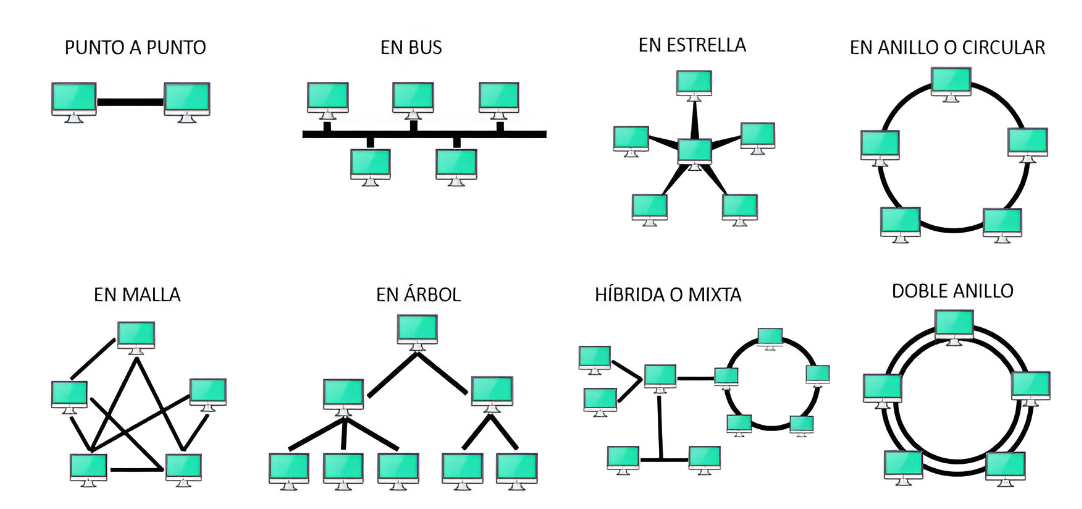 PUNTO A PUNTO
EN BUS
EN ESTRELLA
EN ANILLO O CIRCULAR
EN MALLA
EN ÁRBOL
HÍBRIDA O MIXTA
DOBLE ANILLO